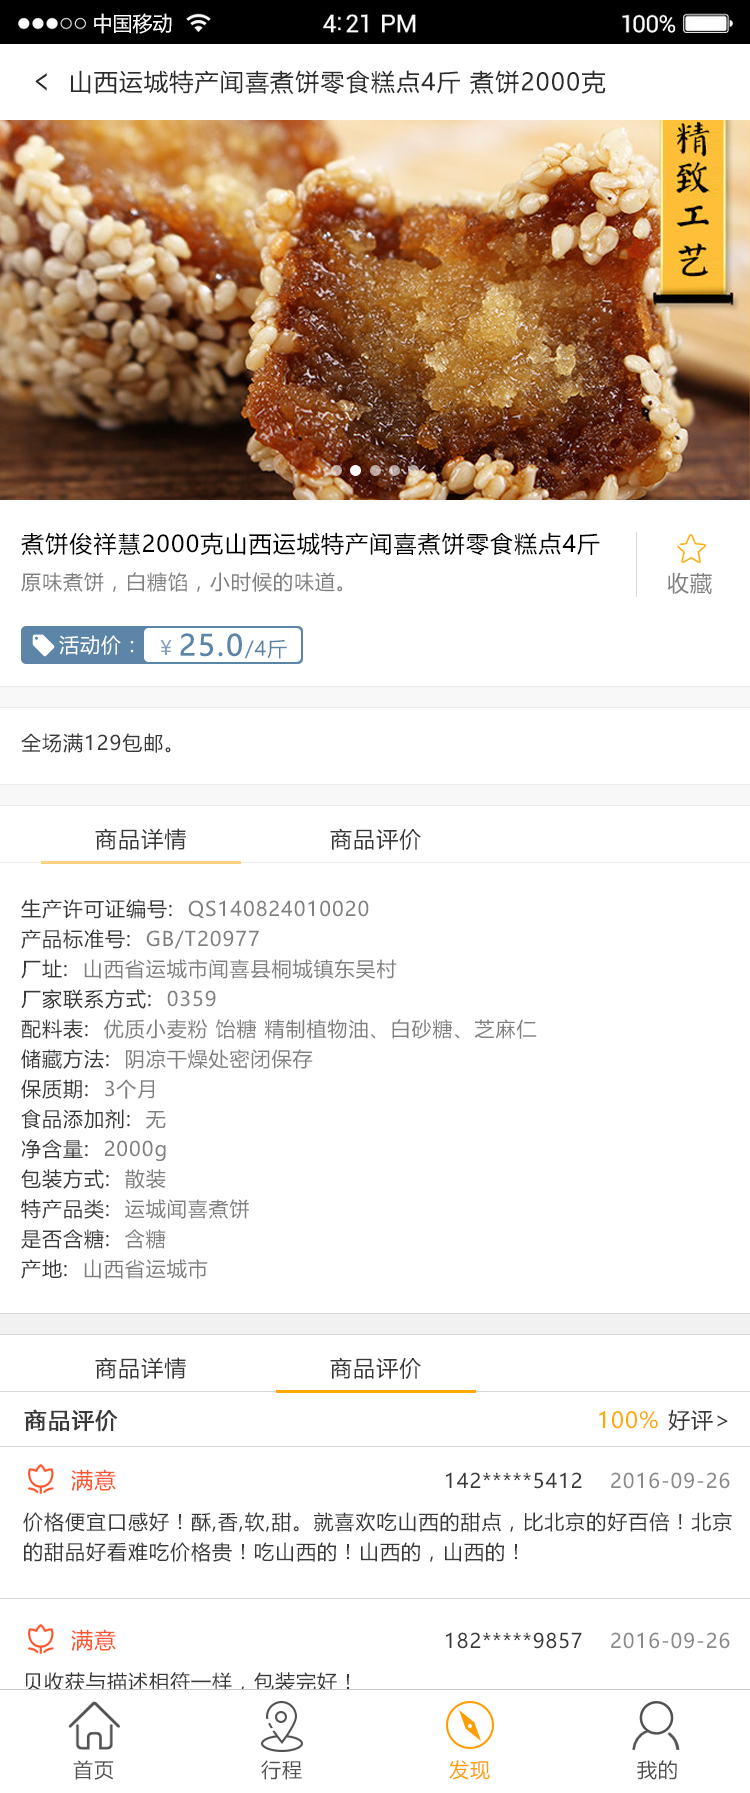 中国移动 4:21 PM 100%
< 山西运城特产闻喜煮饼零食糕点4斤 煮饼2000克
精致工艺
煮饼俊祥慧2000克山西运城特产闻喜煮饼零食糕点4斤
原味煮饼，白糖馅，小时候的味道。
收藏
活动价： ¥ 25.0/4斤
全场满129包邮。
商品详情 商品评价
生产许可证编号: QS140824010020
产品标准号: GB/T20977
厂址: 山西省运城市闻喜县桐城镇东吴村
厂家联系方式: 0359
配料表: 优质小麦粉 饴糖 精制植物油、白砂糖、芝麻仁
储藏方法: 阴凉干燥处密闭保存
保质期: 3个月
食品添加剂: 无
净含量: 2000g
包装方式: 散装
特产品类: 运城闻喜煮饼
是否含糖: 含糖
产地: 山西省运城市
商品详情 商品评价
商品评价 100% 好评>
满意 142*****5412 2016-09-26
价格便宜口感好！酥,香,软,甜。就喜欢吃山西的甜点，比北京的好百倍！北京
的甜品好看难吃价格贵！吃山西的！山西的，山西的！
满意 182*****9857 2016-09-26
贝收获与描述相符一样，包装完好！
首页 行程 发现 我的